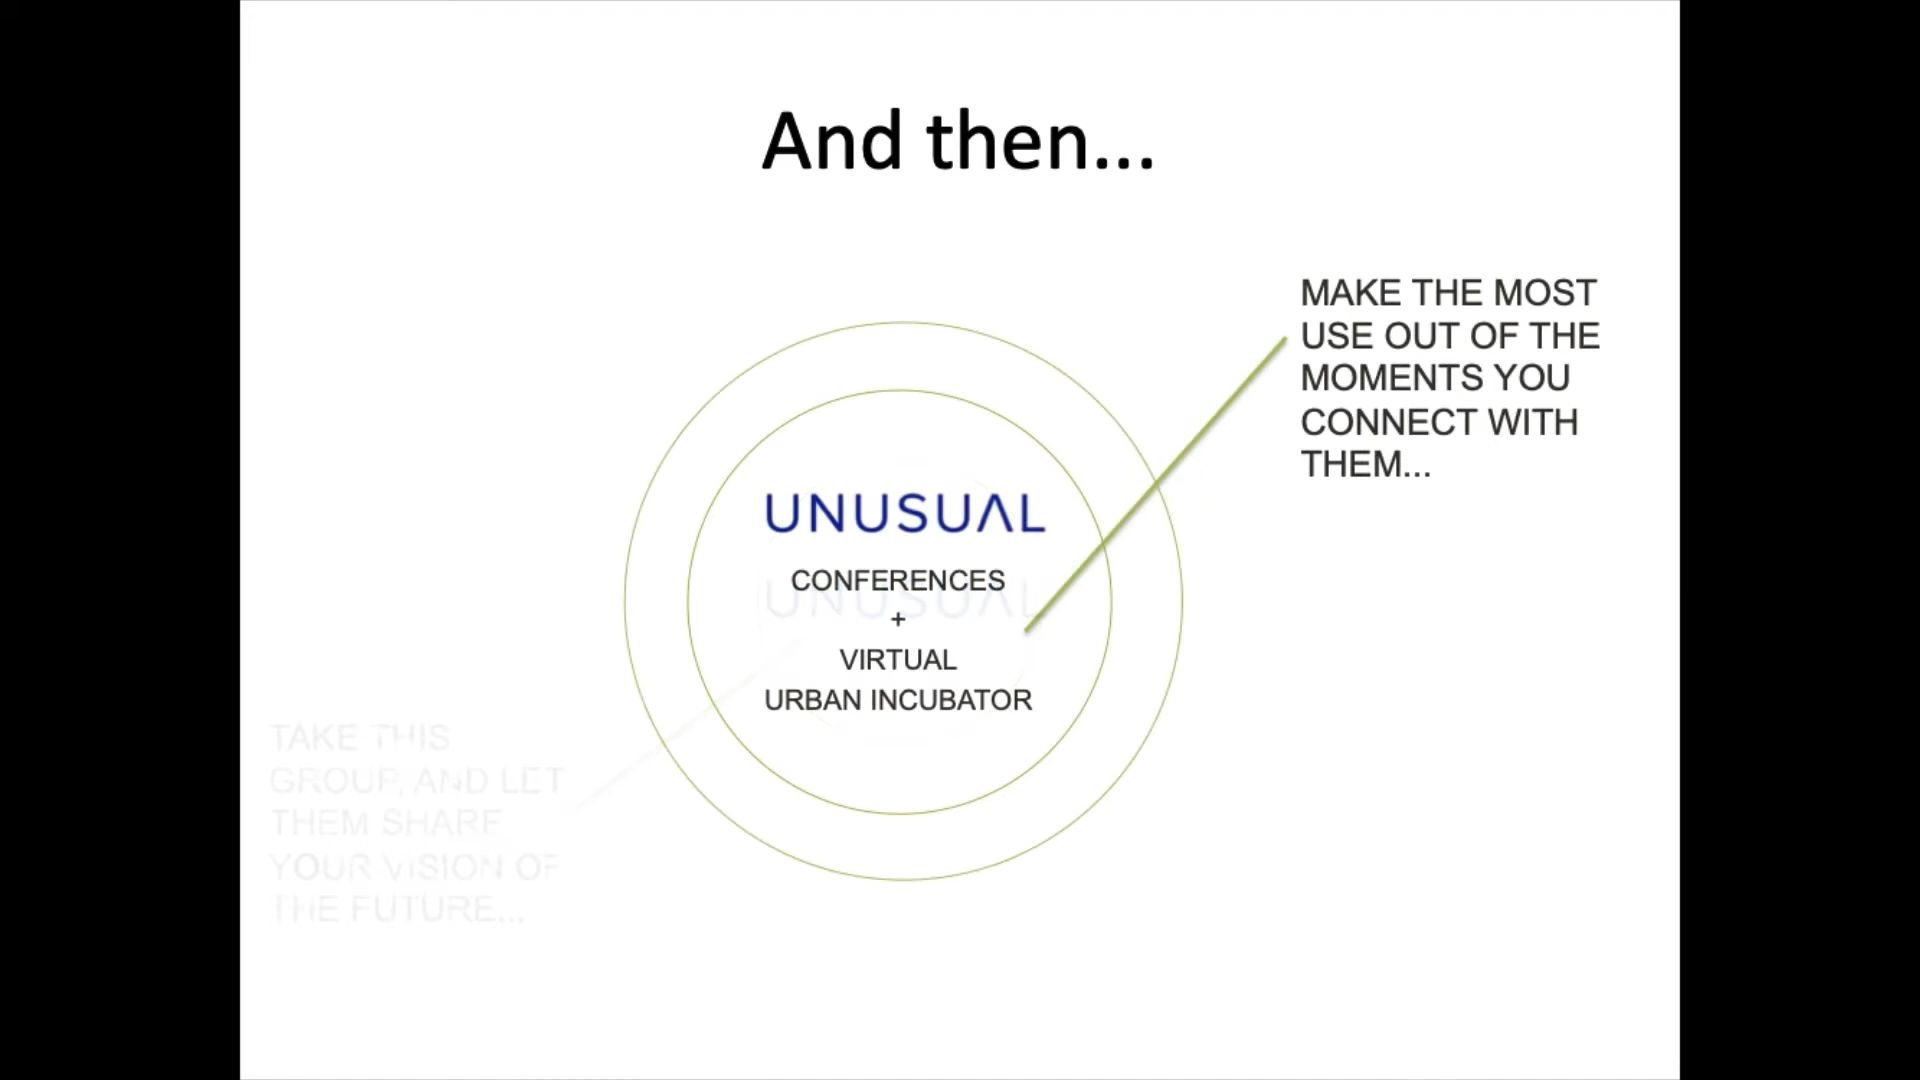 And then...
MAKE THE MOST
USE OUT OF THE
MOMENTS YOU
CONNECT WITH
THEM...
UNUSUAL
CONFERENCES
UNUSUAL
+
VIRTUAL
URBAN INCUBATOR
TAKE THIS
GROUP, AND LET
THEM SHARE
YOUR VISION OF
THE FUTURE...